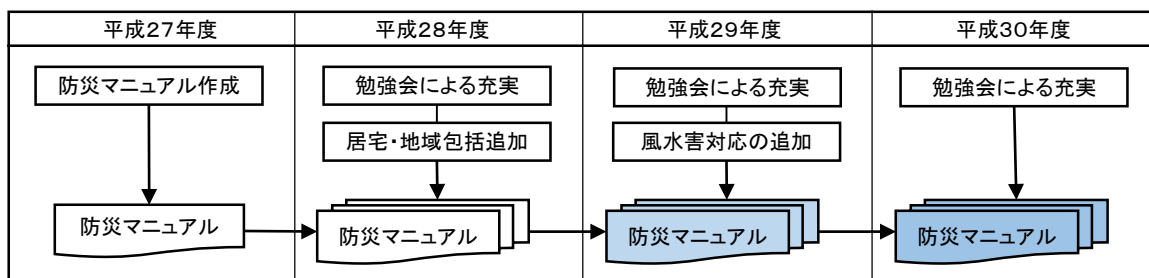 平成27年度
平成28年度
平成29年度
平成30年度
防災マニュアル作成
勉強会による充実
勉強会による充実
勉強会による充実
居宅・地域包括追加
風水害対応の追加
防災マニュアル
防災マニュアル
防災マニュアル
防災マニュアル